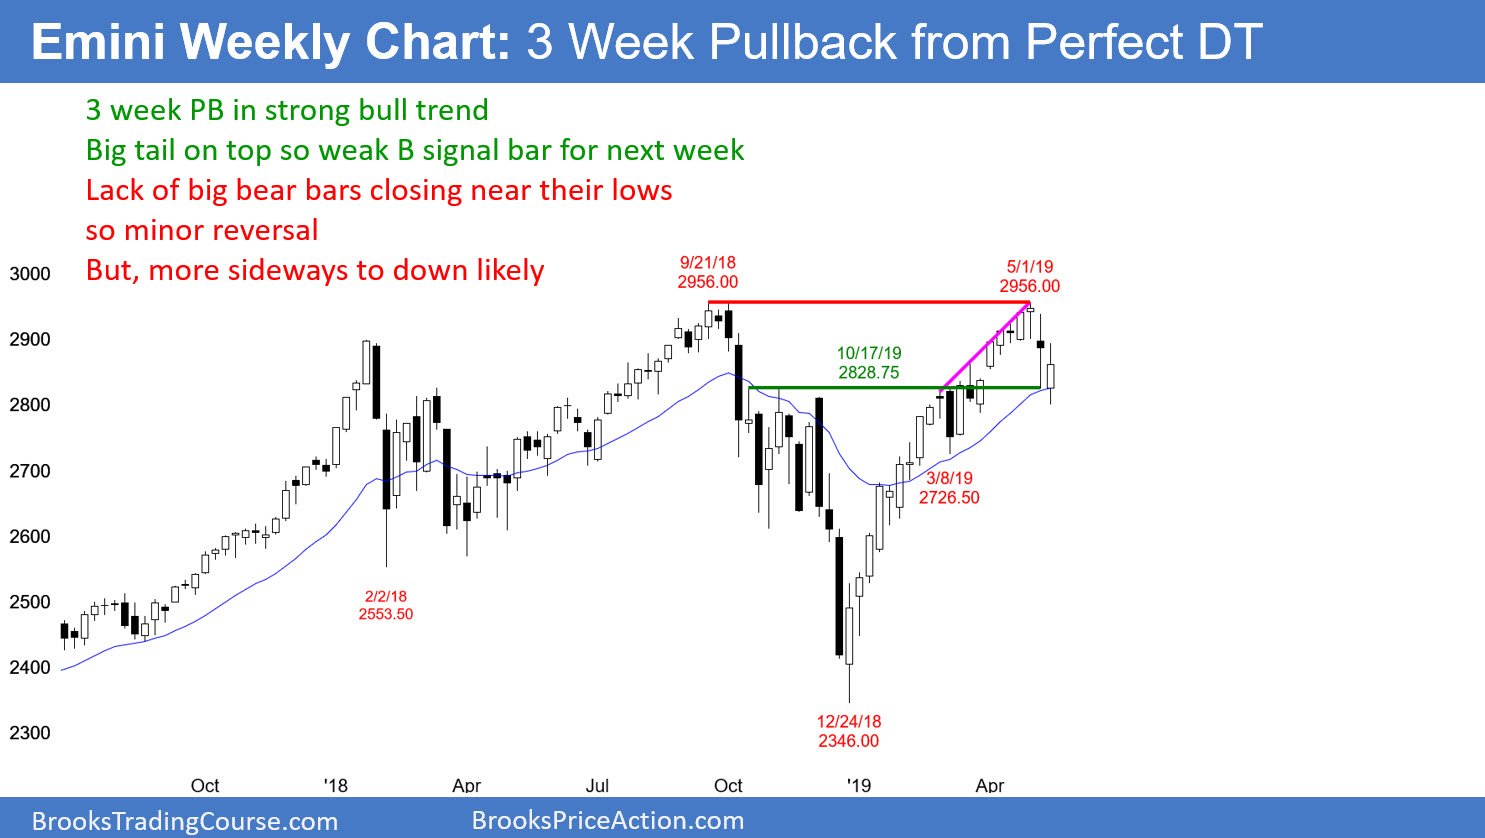 Emini Weekly Chart: 3 Week Pullback from Perfect DT
3 week PB in strong bull trend
Big tail on top so weak B signal bar for next week
Lack of big bear bars closing near their lows
so minor reversal
But, more sideways to down likely
9/21/18
2956.00
5/1/19
2956.00
10/17/19
2828.75
3/8/19
2726.50
2/2/18
2553.50
12/24/18
2346.00
3000
2900
2800
2700
2600
2500
2400
2300
Oct '18 Apr Jul Oct '19 Apr
BrooksTradingCourse.com BrooksPriceAction.com